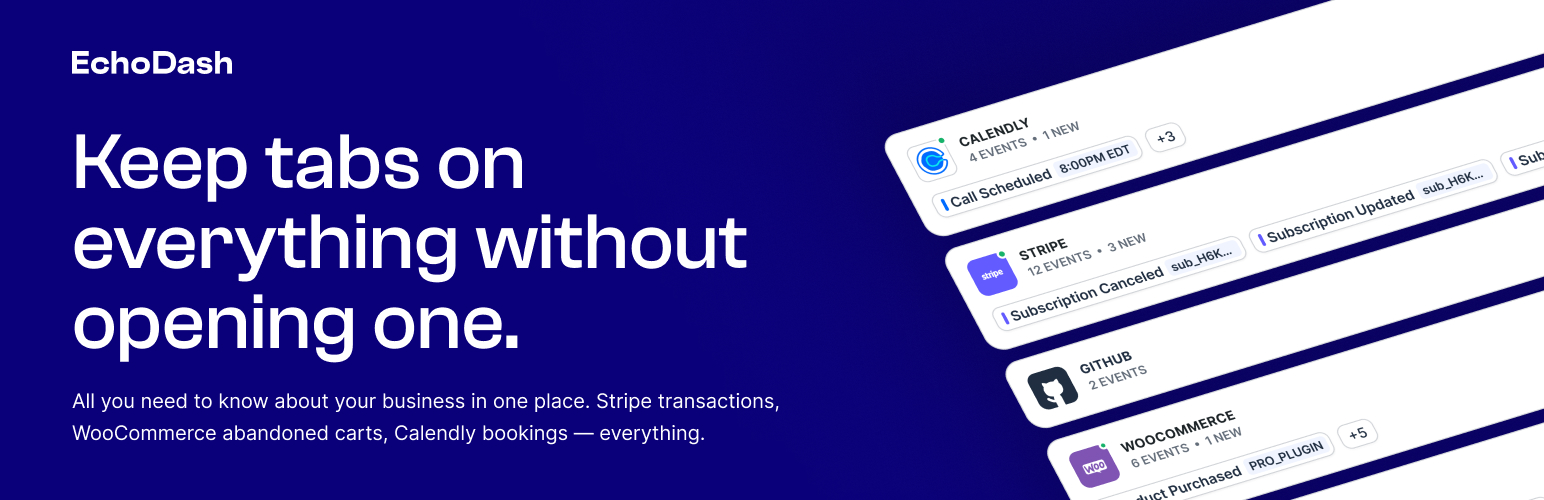 EchoDash
Keep tabs on
everything without
opening one.
All you need to know about your business in one place. Stripe transactions,
WooCommerce abandoned carts, Calendly bookings — everything.
CALENDLY
4 EVENTS • 1 NEW
Call Scheduled 8:00PM EDT +3
stripe
STRIPE
12 EVENTS • 3 NEW
Subscription Canceled sub_H6K... Subscription Updated sub_H6K... Sub
GITHUB
2 EVENTS
WOO
WOOCOMMERCE
6 EVENTS • 1 NEW
duct Purchased PRO_PLUGIN +5